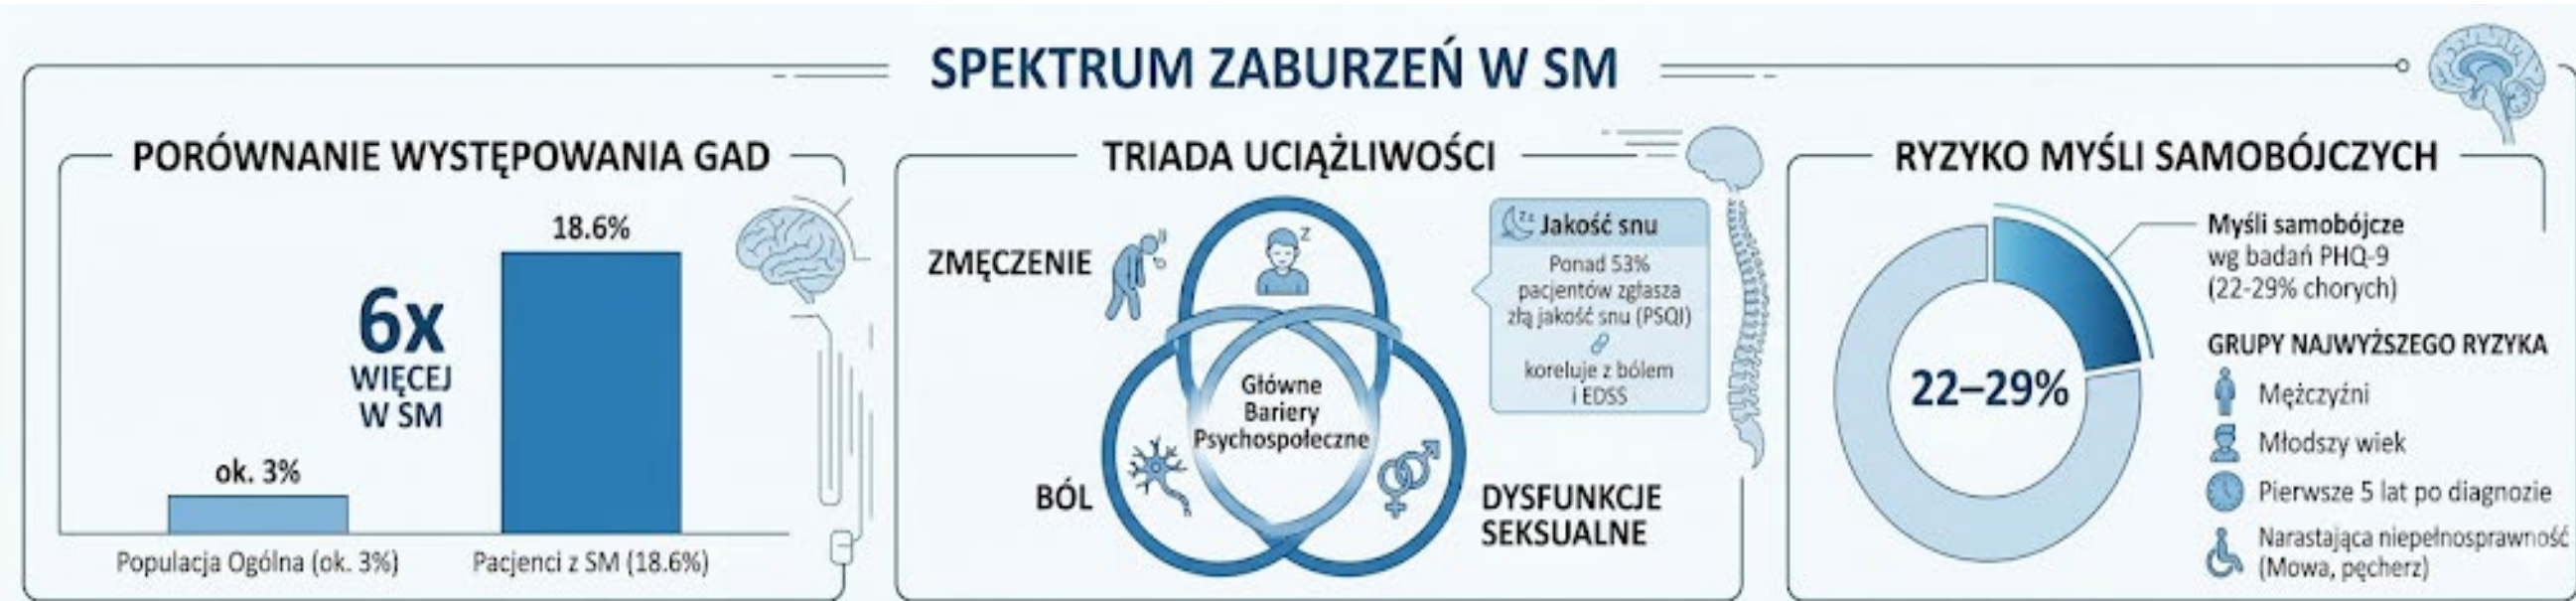 SPEKTRUM ZABURZEŃ W SM
PORÓWNANIE WYSTĘPOWANIA GAD
18.6%
6x
WIĘCEJ
W SM
ok. 3%
Populacja Ogólna (ok. 3%)
Pacjenci z SM (18.6%)
TRIADA UCIĄŻLIWOŚCI
ZMĘCZENIE
z
Główne
Bariery
Psychospołeczne
BÓL
DYSFUNKCJE
SEKSUALNE
zz Jakość snu
Ponad 53%
pacjentów zgłasza
złą jakość snu (PSQI)
koreluje z bólem
i EDSS
RYZYKO MYŚLI SAMOBÓJCZYCH
22–29%
Myśli samobójcze
wg badań PHQ-9
(22-29% chorych)
GRUPY NAJWYŻSZEGO RYZYKA
Mężczyźni
Młodszy wiek
Pierwsze 5 lat po diagnozie
Narastająca niepełnosprawność
(Mowa, pęcherz)